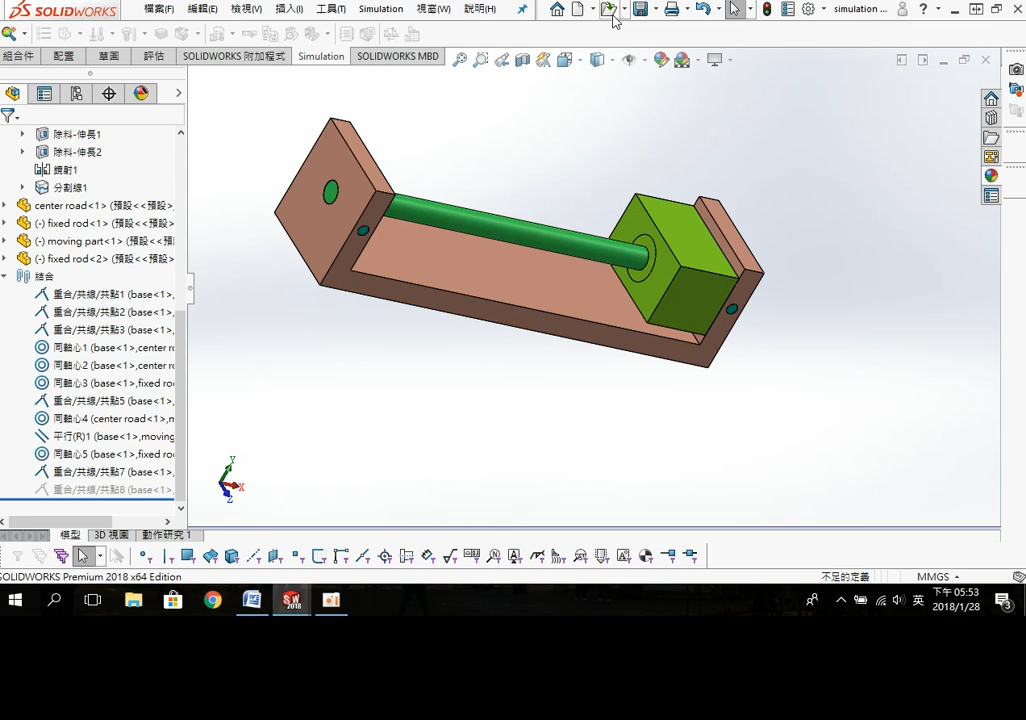 SOLIDWORKS 檔案(F) 編輯(E) 檢視(V) 插入(I) 工具(T) Simulation 視窗(W) 說明(H) simulation ...
組合件 配置 草圖 評估 SOLIDWORKS 附加程式 Simulation SOLIDWORKS MBD
除料-伸長1
除料-伸長2
鏡射1
分割線1
center road<1> (預設<<預設>_
(-) fixed rod<1> (預設<<預設>
(-) moving part<1> (預設<<預
(-) fixed rod<2> (預設<<預設>
結合
重合/共線/共點1 (base<1>,
重合/共線/共點2 (base<1>,
重合/共線/共點3 (base<1>,
同軸心1 (base<1>,center r
同軸心2 (base<1>,center r
同軸心3 (base<1>,fixed ro
重合/共線/共點5 (base<1>,
同軸心4 (center road<1>,m
平行(R)1 (base<1>,moving
同軸心5 (base<1>,fixed ro
重合/共線/共點7 (base<1>,
重合/共線/共點8 (base<1>,
Y
X
Z
模型 3D 視圖 動作研究 1
SOLIDWORKS Premium 2018 x64 Edition 不足的定義 MMGS
英 下午 05:53
2018/1/28
3